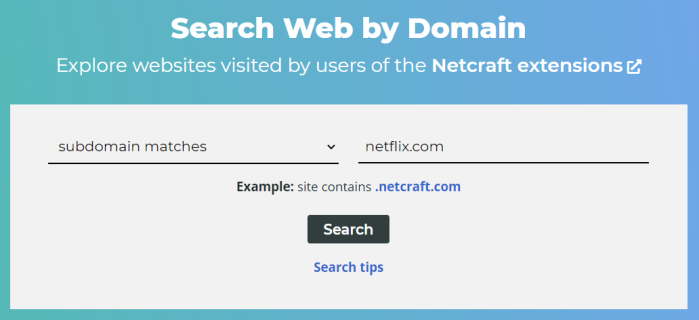 Search Web by Domain
Explore websites visited by users of the Netcraft extensions
subdomain matches netflix.com
Example: site contains .netcraft.com
Search
Search tips